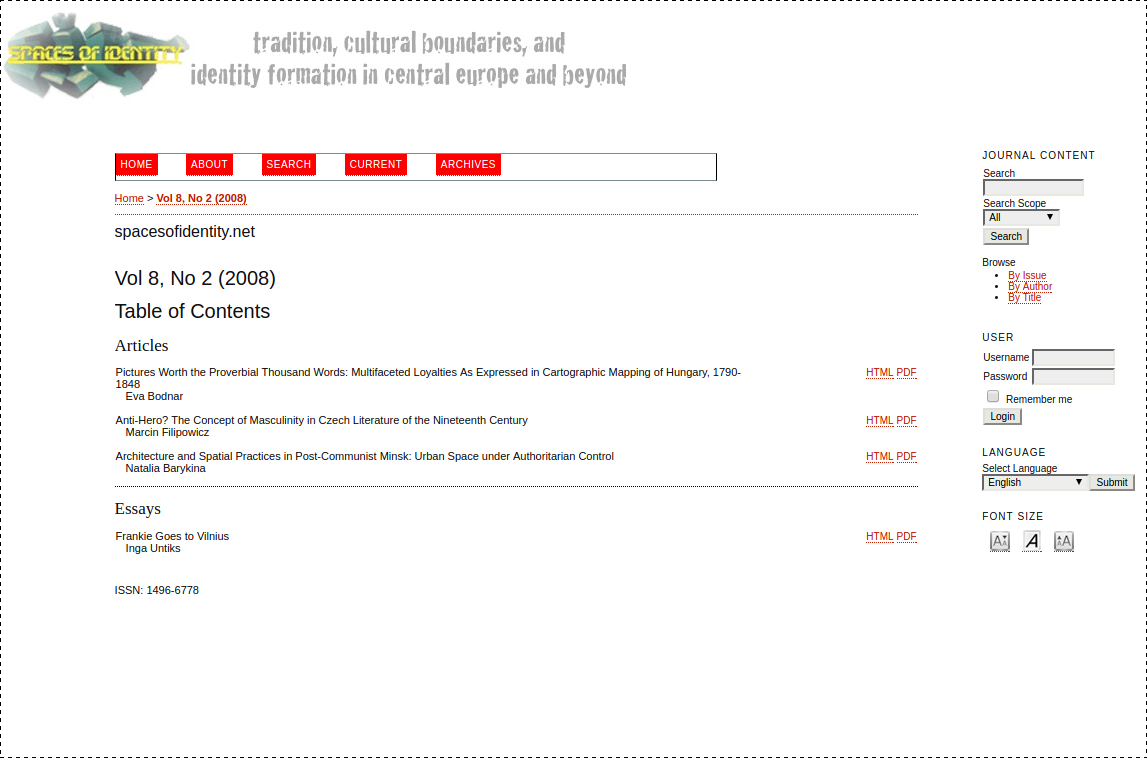 SPACES OF IDENTITY
tradition, cultural boundaries, and
identity formation in central europe and beyond
HOME ABOUT SEARCH CURRENT ARCHIVES
Home > Vol 8, No 2 (2008)
spacesofidentity.net
Vol 8, No 2 (2008)
Table of Contents
Articles
Pictures Worth the Proverbial Thousand Words: Multifaceted Loyalties As Expressed in Cartographic Mapping of Hungary, 1790-
1848
HTML PDF
Eva Bodnar
Anti-Hero? The Concept of Masculinity in Czech Literature of the Nineteenth Century
HTML PDF
Marcin Filipowicz
Architecture and Spatial Practices in Post-Communist Minsk: Urban Space under Authoritarian Control
HTML PDF
Natalia Barykina
Essays
Frankie Goes to Vilnius
HTML PDF
Inga Untiks
ISSN: 1496-6778
JOURNAL CONTENT
Search
Search Scope
All
Search
Browse
By Issue
By Author
By Title
USER
Username
Password
Remember me
Login
LANGUAGE
Select Language
English
Submit
FONT SIZE
AA
A
AA